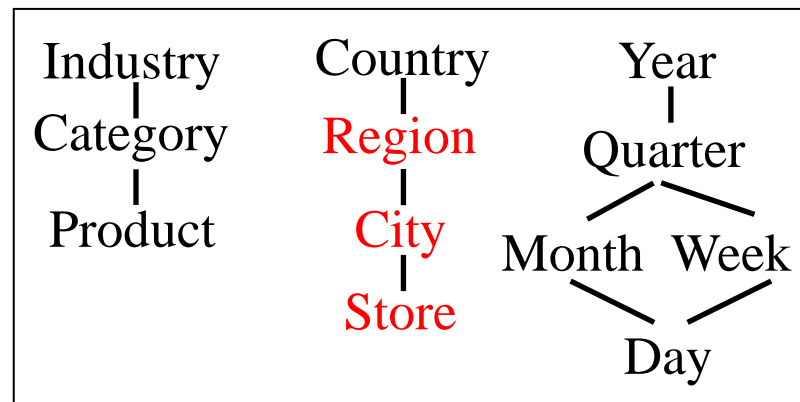 Industry
Category
Product
Country
Region
City
Store
Year
Quarter
Month Week
Day